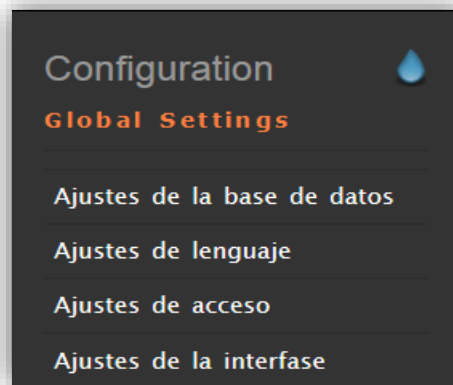 Configuration
Global Settings
Ajustes de la base de datos
Ajustes de lenguaje
Ajustes de acceso
Ajustes de la interfase